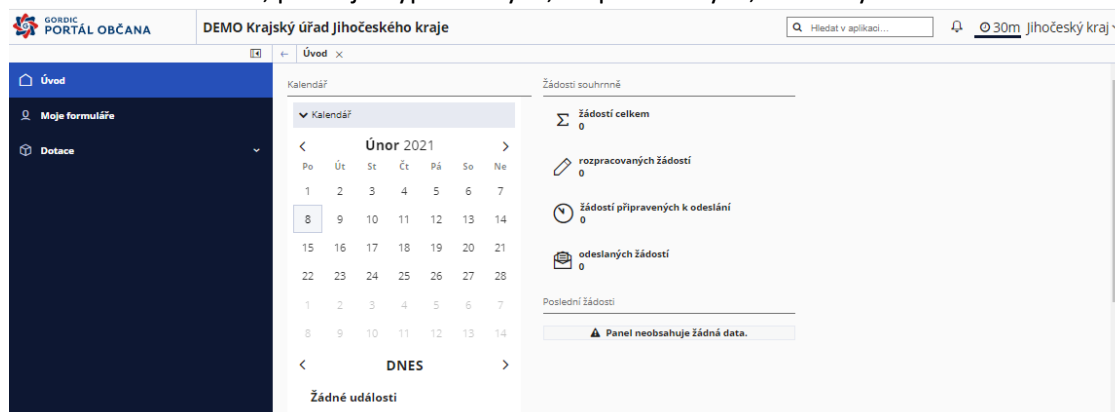 GORDIC
PORTÁL OBČANA
DEMO Krajský úřad Jihočeského kraje
Hledat v aplikaci...
30m Jihočeský kraj
Úvod
Úvod
Moje formuláře
Dotace
Kalendář
Kalendář
Únor 2021
Po Út St Čt Pá So Ne
1 2 3 4 5 6 7
8 9 10 11 12 13 14
15 16 17 18 19 20 21
22 23 24 25 26 27 28
1 2 3 4 5 6 7
8 9 10 11 12 13 14
DNES
Žádné události
Žádosti souhrnně
žádostí celkem
0
rozpracovaných žádostí
0
žádostí připravených k odeslání
0
odeslaných žádostí
0
Poslední žádosti
Panel neobsahuje žádná data.